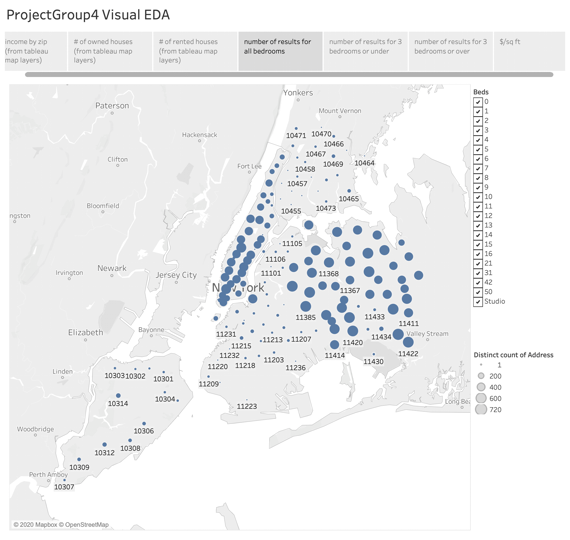 ProjectGroup4 Visual EDA
income by zip
(from tableau
map layers)
# of owned houses
(from tableau map
layers)
# of rented houses
(from tableau map
layers)
number of results for
all bedrooms
number of results for 3
bedrooms or under
number of results for 3
bedrooms or over
$/sq ft
Beds
0
1
2
3
4
5
6
7
8
9
10
11
12
13
14
15
16
21
31
42
50
Studio
Distinct count of Address
1
200
400
600
720
Yonkers
Paterson
Mount Vernon
Hackensack
10471
10470
10466
10467
10469
10464
Clifton
Fort Lee
10458
10457
10465
Bloomfield
10455
10473
ngston
11105
11106
Irvington
Newark
Jersey City
11101
11368
New York
11367
11385
11433
11411
Elizabeth
Bayonne
11231
11434
Valley Stream
11215
11213
11207
11420
11232
11414
11422
11218
11203
11430
Linden
11220
11236
10303
10302
10301
11209
10314
10304
11223
Long Bea
Woodbridge
10306
10312
10308
10309
Perth Amboy
10307
© 2020 Mapbox © OpenStreetMap